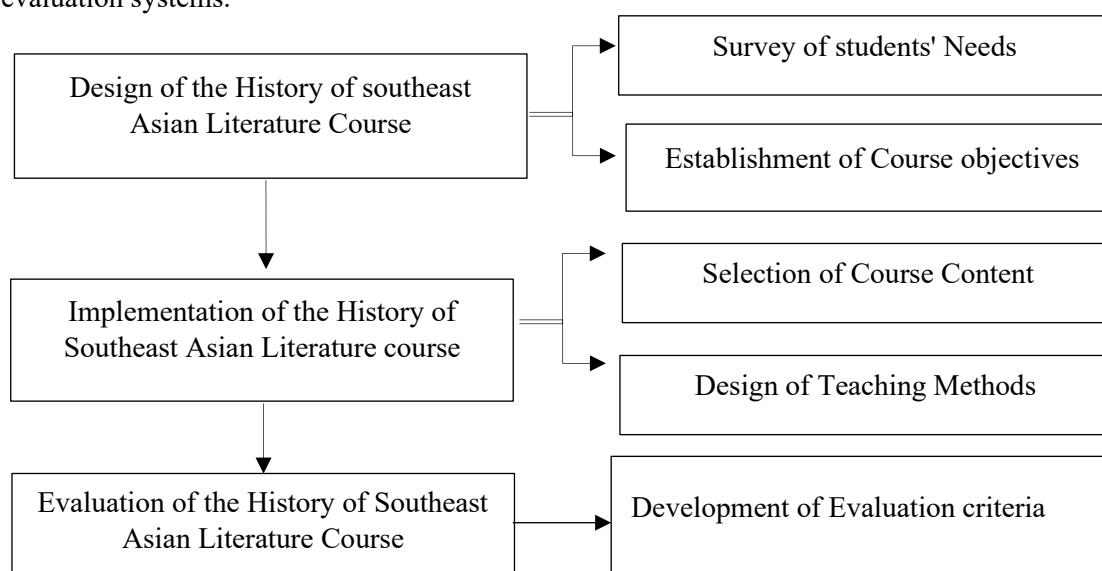 evaluation systems.
Survey of students' Needs
Design of the History of southeast
Asian Literature Course
Establishment of Course objectives
Selection of Course Content
Implementation of the History of
Southeast Asian Literature course
Design of Teaching Methods
Evaluation of the History of Southeast
Asian Literature Course
Development of Evaluation criteria